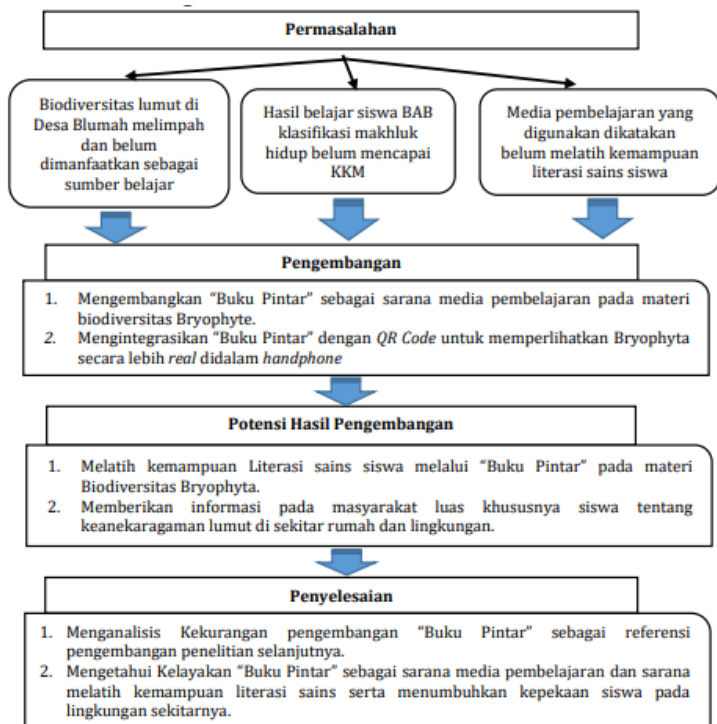 Permasalahan
Biodiversitas lumut di
Desa Blumah melimpah
dan belum
dimanfaatkan sebagai
sumber belajar
Hasil belajar siswa BAB
klasifikasi makhluk
hidup belum mencapai
KKM
Media pembelajaran yang
digunakan dikatakan
belum melatih kemampuan
literasi sains siswa
Pengembangan
1. Mengembangkan “Buku Pintar” sebagai sarana media pembelajaran pada materi
biodiversitas Bryophyte.
2. Mengintegrasikan “Buku Pintar” dengan QR Code untuk memperlihatkan Bryophyta
secara lebih real didalam handphone
Potensi Hasil Pengembangan
1. Melatih kemampuan Literasi sains siswa melalui “Buku Pintar” pada materi
Biodiversitas Bryophyta.
2. Memberikan informasi pada masyarakat luas khususnya siswa tentang
keanekaragaman lumut di sekitar rumah dan lingkungan.
Penyelesaian
1. Menganalisis Kekurangan pengembangan “Buku Pintar” sebagai referensi
pengembangan penelitian selanjutnya.
2. Mengetahui Kelayakan “Buku Pintar” sebagai sarana media pembelajaran dan sarana
melatih kemampuan literasi sains serta menumbuhkan kepekaan siswa pada
lingkungan sekitarnya.